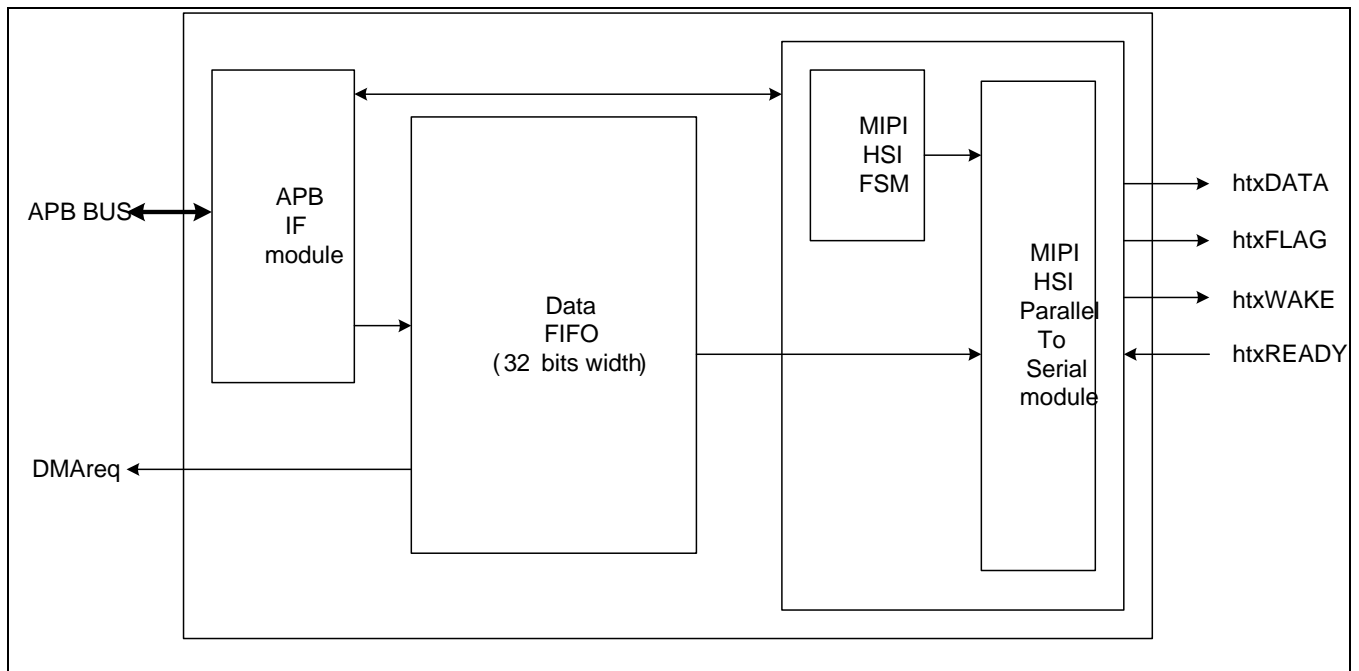 APB BUS
DMAreq
APB
IF
module
Data
FIFO
( 32 bits width)
MIPI
HSI
FSM
MIPI
HSI
Parallel
To
Serial
module
htxDATA
htxFLAG
htxWAKE
htxREADY